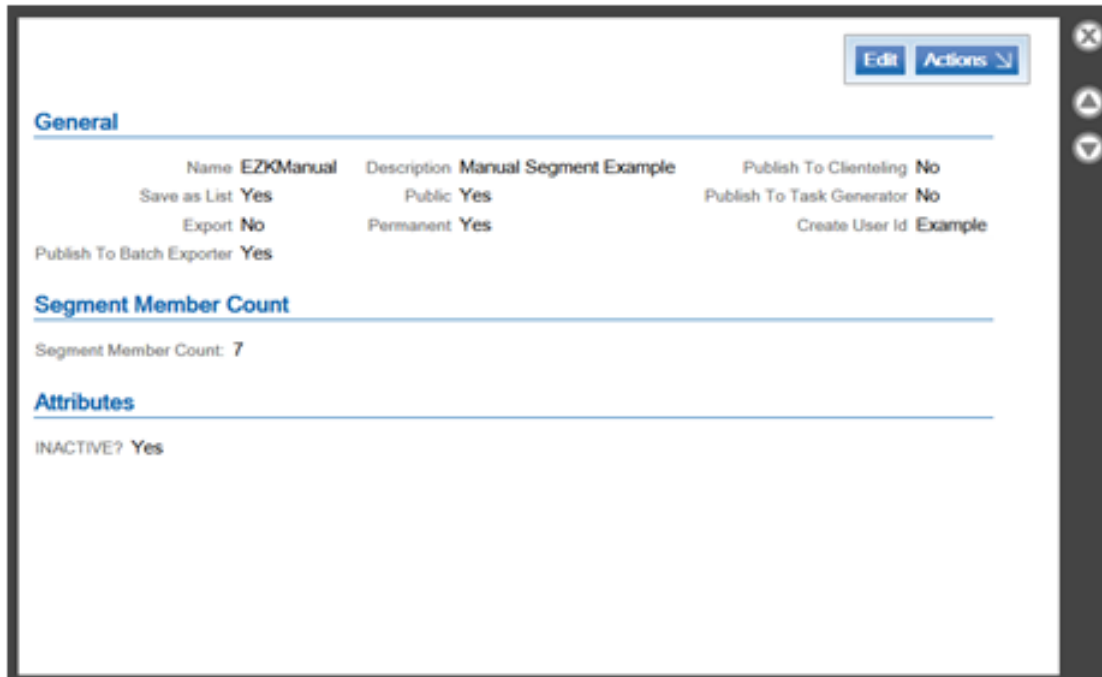 Edit Actions
General
Name EZKManual Description Manual Segment Example Publish To Clienteling No
Save as List Yes Public Yes Publish To Task Generator No
Export No Permanent Yes Create User Id Example
Publish To Batch Exporter Yes
Segment Member Count
Segment Member Count: 7
Attributes
INACTIVE? Yes